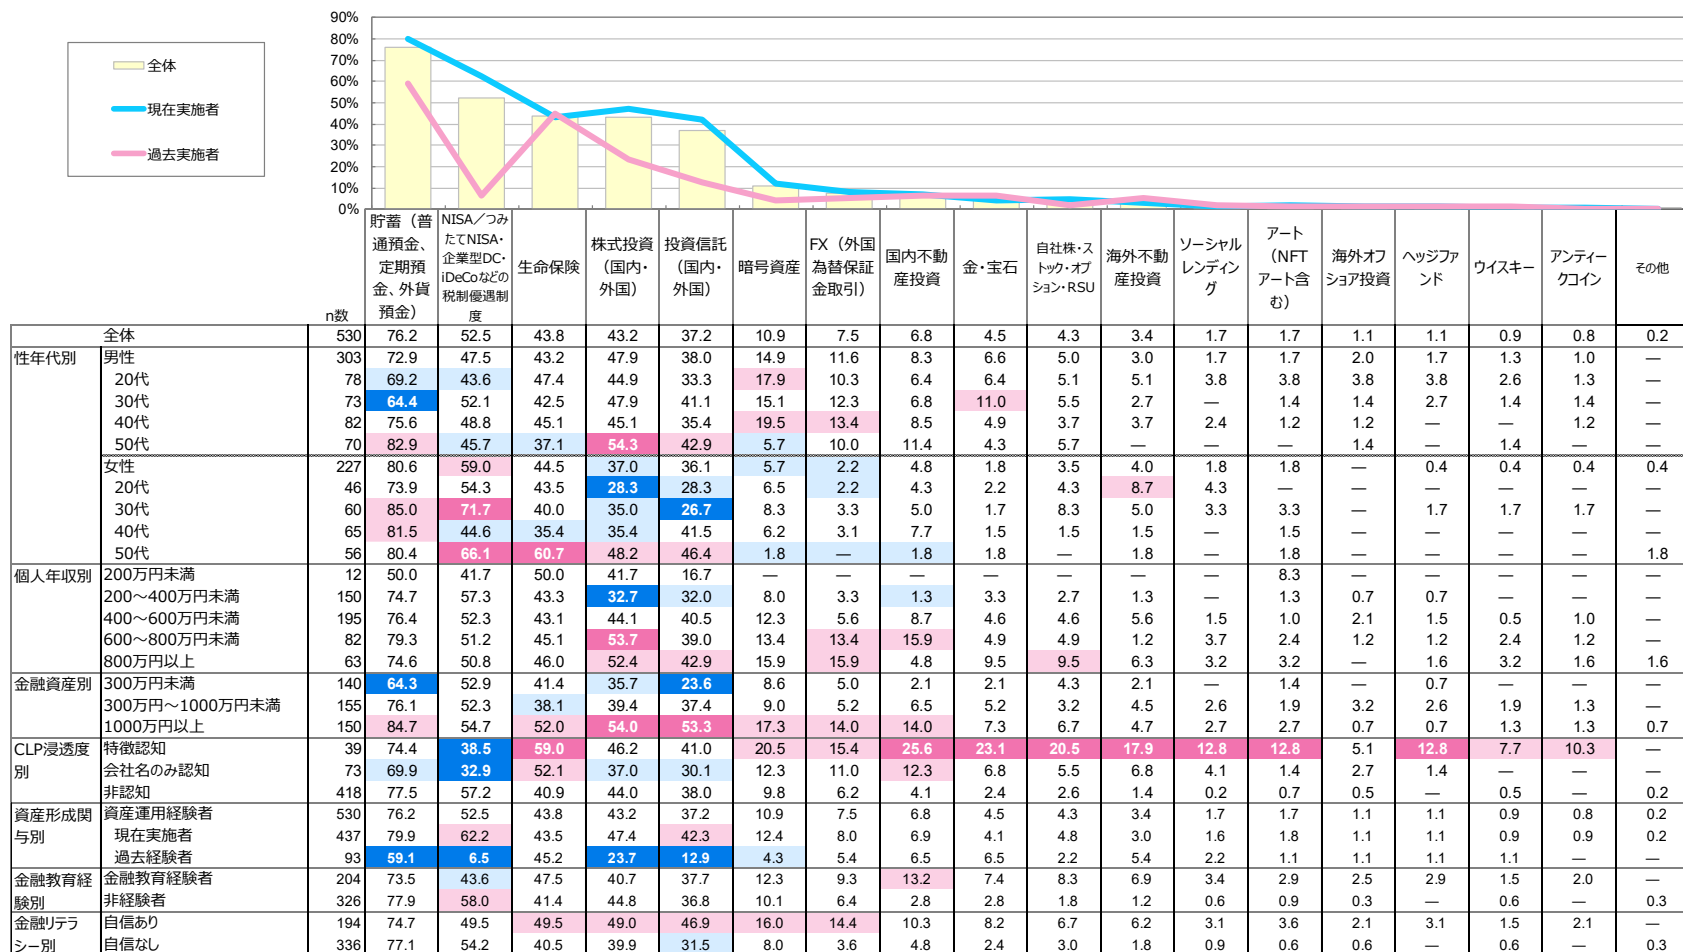 90%
80%
70%
60%
50%
40%
30%
20%
10%
0%
全体
現在実施者
過去実施者
n数 貯蓄（普通預金、定期預金、外貨預金） NISA／つみたてNISA・企業型DC・iDeCoなどの税制優遇制度 生命保険 株式投資（国内・外国） 投資信託（国内・外国） 暗号資産 FX（外国為替保証金取引） 国内不動産投資 金・宝石 自社株・ストック・オプション・RSU 海外不動産投資 ソーシャルレンディング アート（NFTアート含む） 海外オフショア投資 ヘッジファンド ウイスキー アンティークコイン その他
全体 530 76.2 52.5 43.8 43.2 37.2 10.9 7.5 6.8 4.5 4.3 3.4 1.7 1.7 1.1 1.1 0.9 0.8 0.2
性年代別 男性 303 72.9 47.5 43.2 47.9 38.0 14.9 11.6 8.3 6.6 5.0 3.0 1.7 1.7 2.0 1.7 1.3 1.0 ―
20代 78 69.2 43.6 47.4 44.9 33.3 17.9 10.3 6.4 6.4 5.1 5.1 3.8 3.8 3.8 3.8 2.6 1.3 ―
30代 73 64.4 52.1 42.5 47.9 41.1 15.1 12.3 6.8 11.0 5.5 2.7 ― 1.4 1.4 2.7 1.4 1.4 ―
40代 82 75.6 48.8 45.1 45.1 35.4 19.5 13.4 8.5 4.9 3.7 3.7 2.4 1.2 1.2 ― ― 1.2 ―
50代 70 82.9 45.7 37.1 54.3 42.9 5.7 10.0 11.4 4.3 5.7 ― ― ― 1.4 ― 1.4 ― ―
女性 227 80.6 59.0 44.5 37.0 36.1 5.7 2.2 4.8 1.8 3.5 4.0 1.8 1.8 ― 0.4 0.4 0.4 0.4
20代 46 73.9 54.3 43.5 28.3 28.3 6.5 2.2 4.3 2.2 4.3 8.7 4.3 ― ― ― ― ― ―
30代 60 85.0 71.7 40.0 35.0 26.7 8.3 3.3 5.0 1.7 8.3 5.0 3.3 3.3 ― 1.7 1.7 1.7 ―
40代 65 81.5 44.6 35.4 35.4 41.5 6.2 3.1 7.7 1.5 1.5 1.5 ― 1.5 ― ― ― ― ―
50代 56 80.4 66.1 60.7 48.2 46.4 1.8 ― 1.8 1.8 ― 1.8 ― 1.8 ― ― ― ― 1.8
個人年収別 200万円未満 12 50.0 41.7 50.0 41.7 16.7 ― ― ― ― ― ― ― 8.3 ― ― ― ― ―
200～400万円未満 150 74.7 57.3 43.3 32.7 32.0 8.0 3.3 1.3 3.3 2.7 1.3 ― 1.3 0.7 0.7 ― ― ―
400～600万円未満 195 76.4 52.3 43.1 44.1 40.5 12.3 5.6 8.7 4.6 4.6 5.6 1.5 1.0 2.1 1.5 0.5 1.0 ―
600～800万円未満 82 79.3 51.2 45.1 53.7 39.0 13.4 13.4 15.9 4.9 4.9 1.2 3.7 2.4 1.2 1.2 2.4 1.2 ―
800万円以上 63 74.6 50.8 46.0 52.4 42.9 15.9 15.9 4.8 9.5 9.5 6.3 3.2 3.2 ― 1.6 3.2 1.6 1.6
金融資産別 300万円未満 140 64.3 52.9 41.4 35.7 23.6 8.6 5.0 2.1 2.1 4.3 2.1 ― 1.4 ― 0.7 ― ― ―
300万円～1000万円未満 155 76.1 52.3 38.1 39.4 37.4 9.0 5.2 6.5 5.2 3.2 4.5 2.6 1.9 3.2 2.6 1.9 1.3 ―
1000万円以上 150 84.7 54.7 52.0 54.0 53.3 17.3 14.0 14.0 7.3 6.7 4.7 2.7 2.7 0.7 0.7 1.3 1.3 0.7
CLP浸透度別 特徴認知 39 74.4 38.5 59.0 46.2 41.0 20.5 15.4 25.6 23.1 20.5 17.9 12.8 12.8 5.1 12.8 7.7 10.3 ―
会社名のみ認知 73 69.9 32.9 52.1 37.0 30.1 12.3 11.0 12.3 6.8 5.5 6.8 4.1 1.4 2.7 1.4 ― ― ―
非認知 418 77.5 57.2 40.9 44.0 38.0 9.8 6.2 4.1 2.4 2.6 1.4 0.2 0.7 0.5 ― 0.5 ― 0.2
資産形成関与別 資産運用経験者 530 76.2 52.5 43.8 43.2 37.2 10.9 7.5 6.8 4.5 4.3 3.4 1.7 1.7 1.1 1.1 0.9 0.8 0.2
現在実施者 437 79.9 62.2 43.5 47.4 42.3 12.4 8.0 6.9 4.1 4.8 3.0 1.6 1.8 1.1 1.1 0.9 0.9 0.2
過去経験者 93 59.1 6.5 45.2 23.7 12.9 4.3 5.4 6.5 6.5 2.2 5.4 2.2 1.1 1.1 1.1 1.1 ― ―
金融教育経験別 金融教育経験者 204 73.5 43.6 47.5 40.7 37.7 12.3 9.3 13.2 7.4 8.3 6.9 3.4 2.9 2.5 2.9 1.5 2.0 ―
非経験者 326 77.9 58.0 41.4 44.8 36.8 10.1 6.4 2.8 2.8 1.8 1.2 0.6 0.9 0.3 ― 0.6 ― 0.3
金融リテラシー別 自信あり 194 74.7 49.5 49.5 49.0 46.9 16.0 14.4 10.3 8.2 6.7 6.2 3.1 3.6 2.1 3.1 1.5 2.1 ―
自信なし 336 77.1 54.2 40.5 39.9 31.5 8.0 3.6 4.8 2.4 3.0 1.8 0.9 0.6 0.6 ― 0.6 ― 0.3